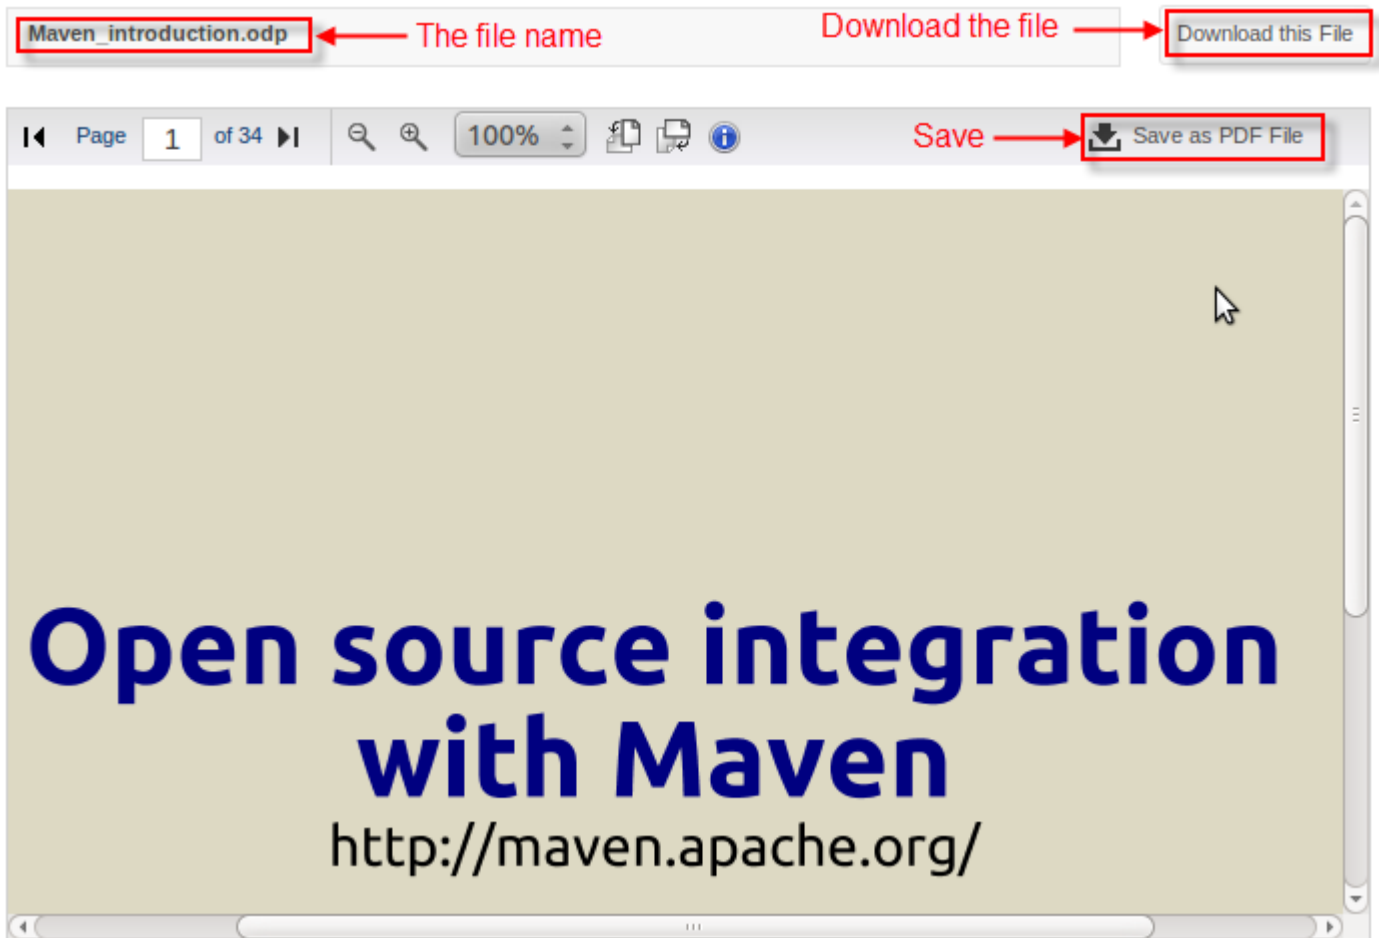 Maven_introduction.odp The file name Download the file Download this File
Page 1 of 34 100% Save Save as PDF File
Open source integration
with Maven
http://maven.apache.org/